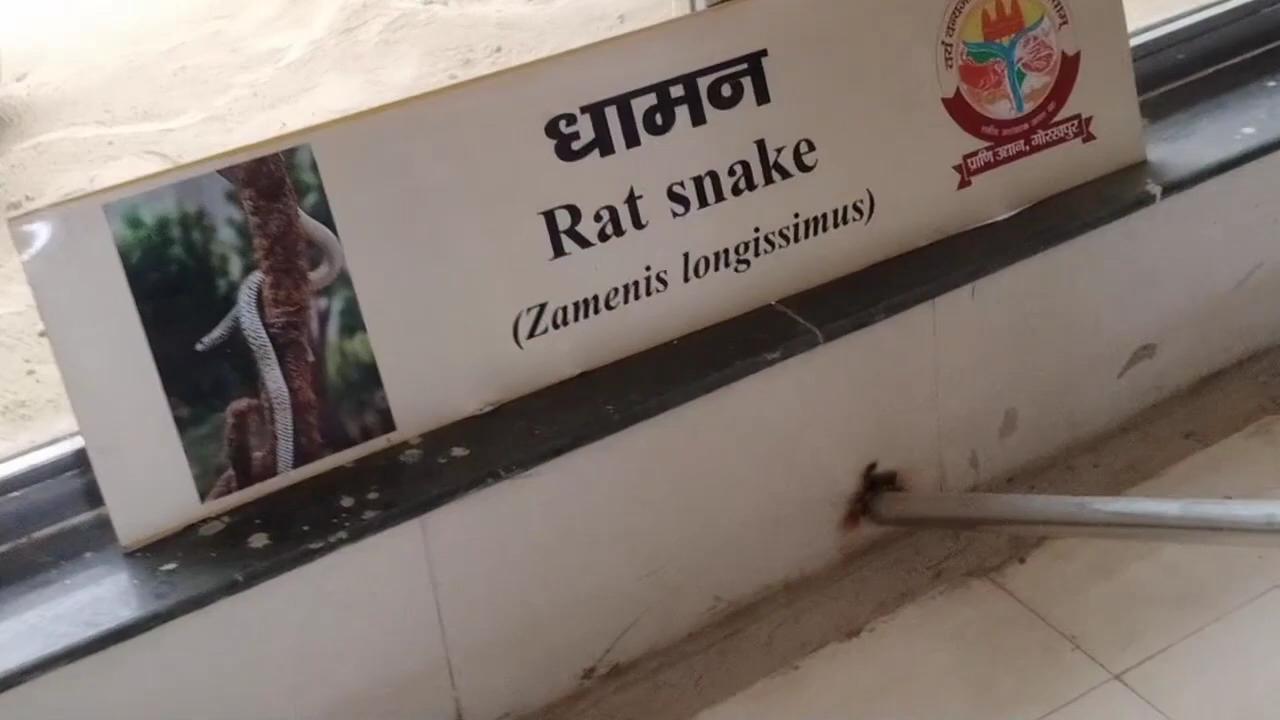 धामन
Rat snake
(Zamenis longissimus)
प्राणि उद्यान, गोरखपुर